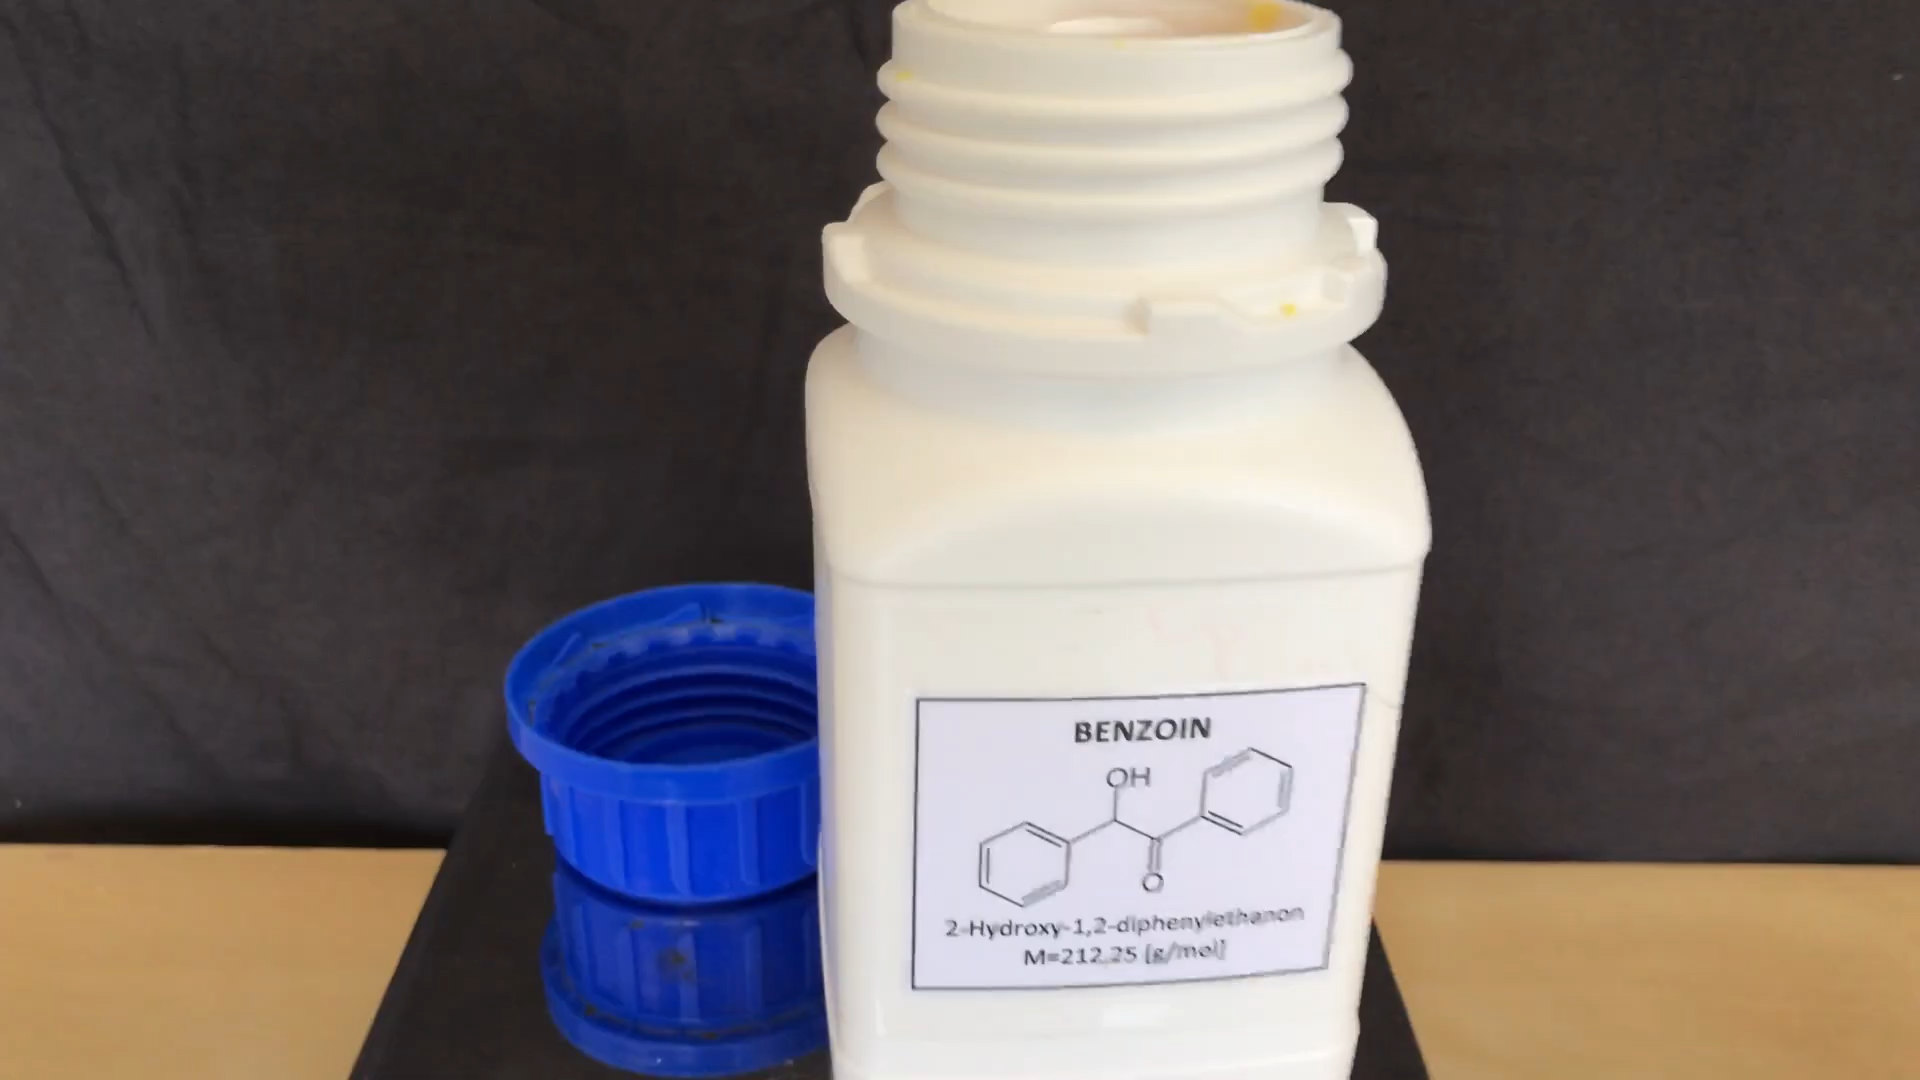 BENZOIN
OH
O
2-Hydroxy-1,2-diphenylethanon
M=212,25 [g/mol]